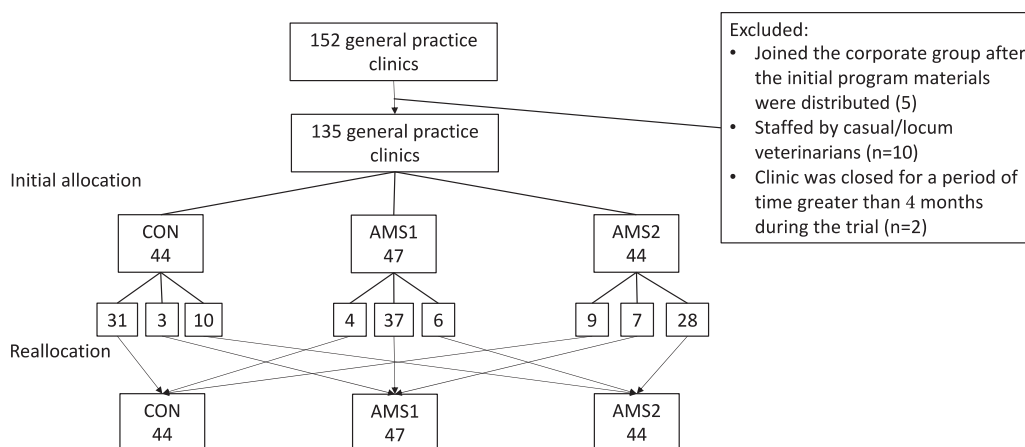 152 general practice
clinics
Excluded:
• Joined the corporate group after
the initial program materials
were distributed (5)
• Staffed by casual/locum
veterinarians (n=10)
• Clinic was closed for a period of
time greater than 4 months
during the trial (n=2)
135 general practice
clinics
Initial allocation
CON
44
AMS1
47
AMS2
44
31 3 10 4 37 6 9 7 28
Reallocation
CON
44
AMS1
47
AMS2
44